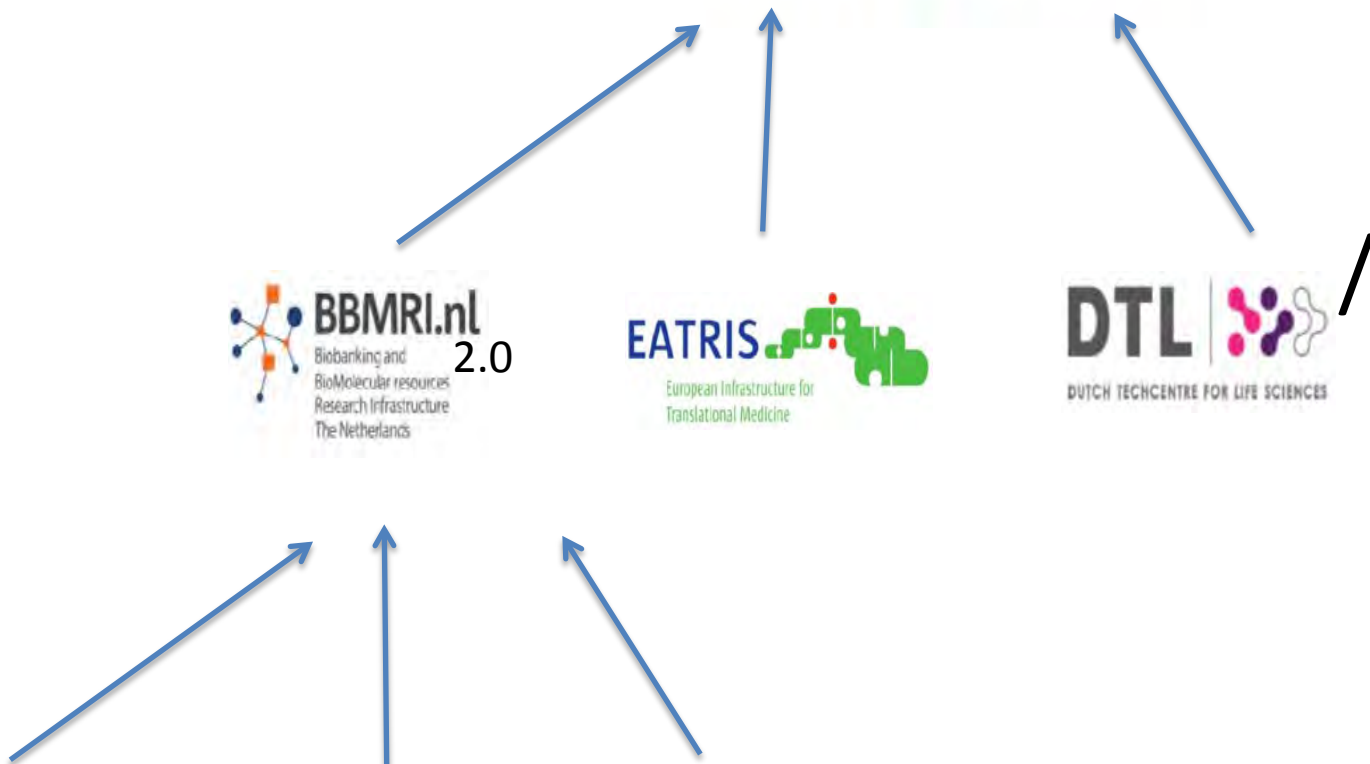 BBMRI.nl
2.0
Biobanking and
BioMolecular resources
Research Infrastructure
The Netherlands
EATRIS
European Infrastructure for
Translational Medicine
DTL
/
DUTCH TECHCENTRE FOR LIFE SCIENCES